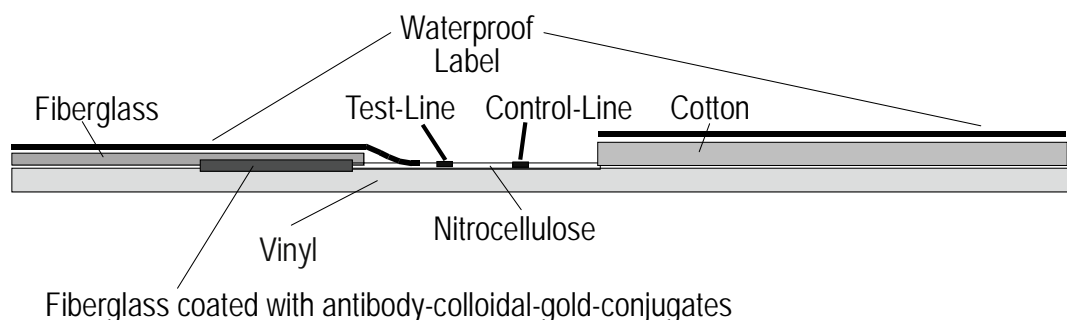 Waterproof
Label
Fiberglass
Test-Line
Control-Line
Cotton
Vinyl
Nitrocellulose
Fiberglass coated with antibody-colloidal-gold-conjugates